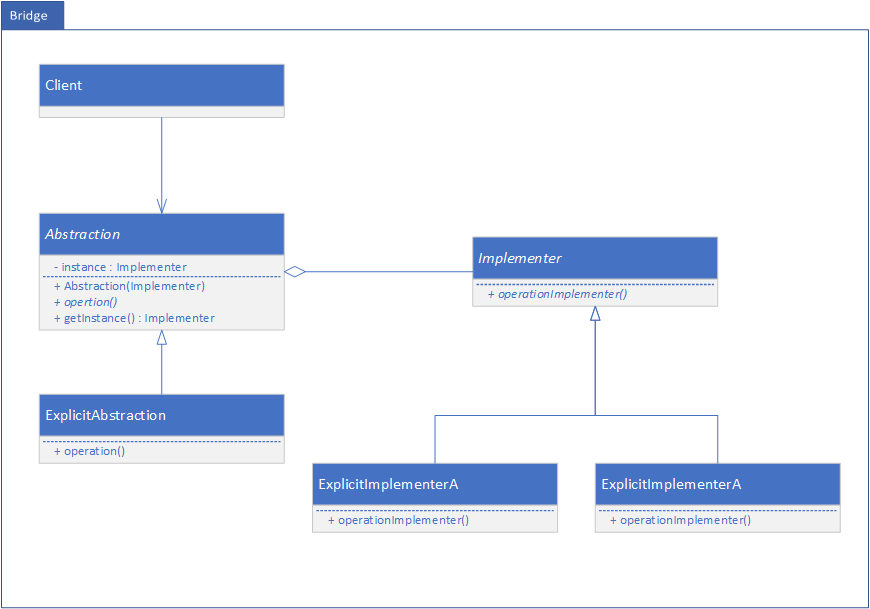 Bridge
Client
Abstraction
- instance : Implementer
+ Abstraction(Implementer)
+ opertion()
+ getInstance() : Implementer
Implementer
+ operationImplementer()
ExplicitAbstraction
+ operation()
ExplicitImplementerA
+ operationImplementer()
ExplicitImplementerA
+ operationImplementer()